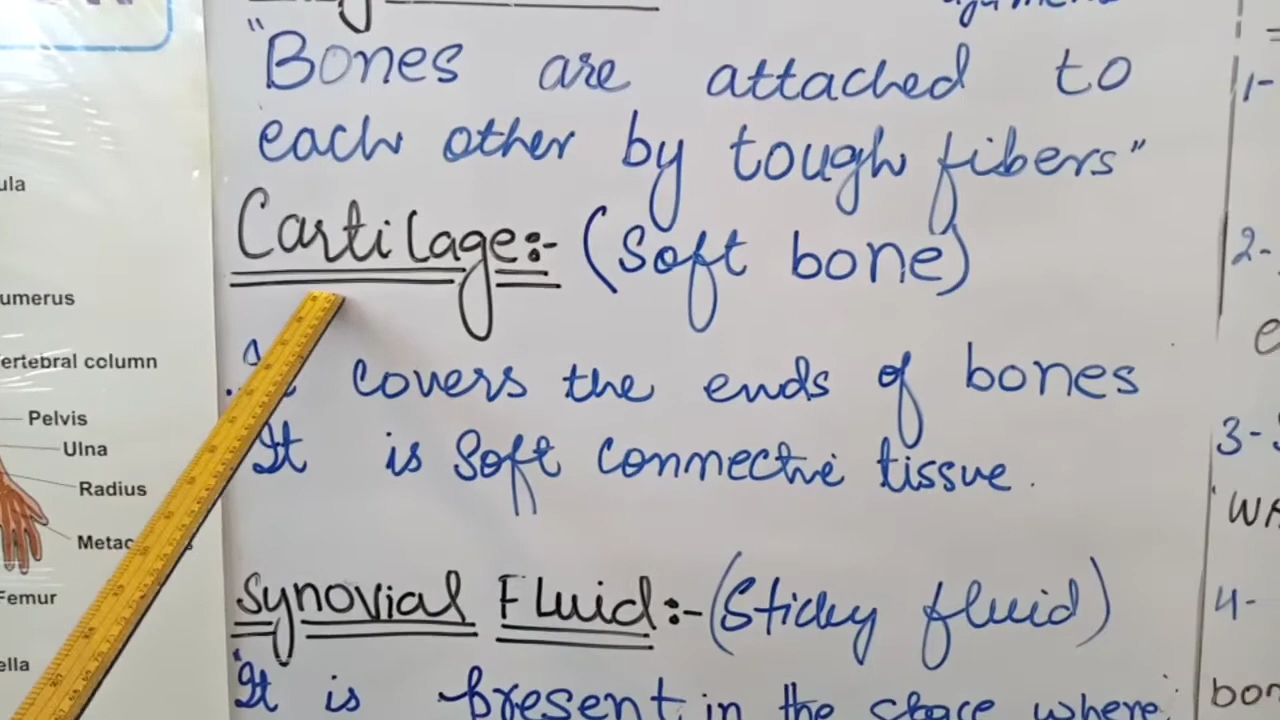 "Bones are attached to
each other by tough fibers"
Cartilage:- (Soft bone)
It covers the ends of bones
It is Soft connective tissue.
Synovial Fluid:- (Sticky fluid)
It is present in the space where
umerus
ertebral column
Pelvis
Ulna
Radius
Metac
Femur
ella
ula
1-
2-
3-
4-
bon